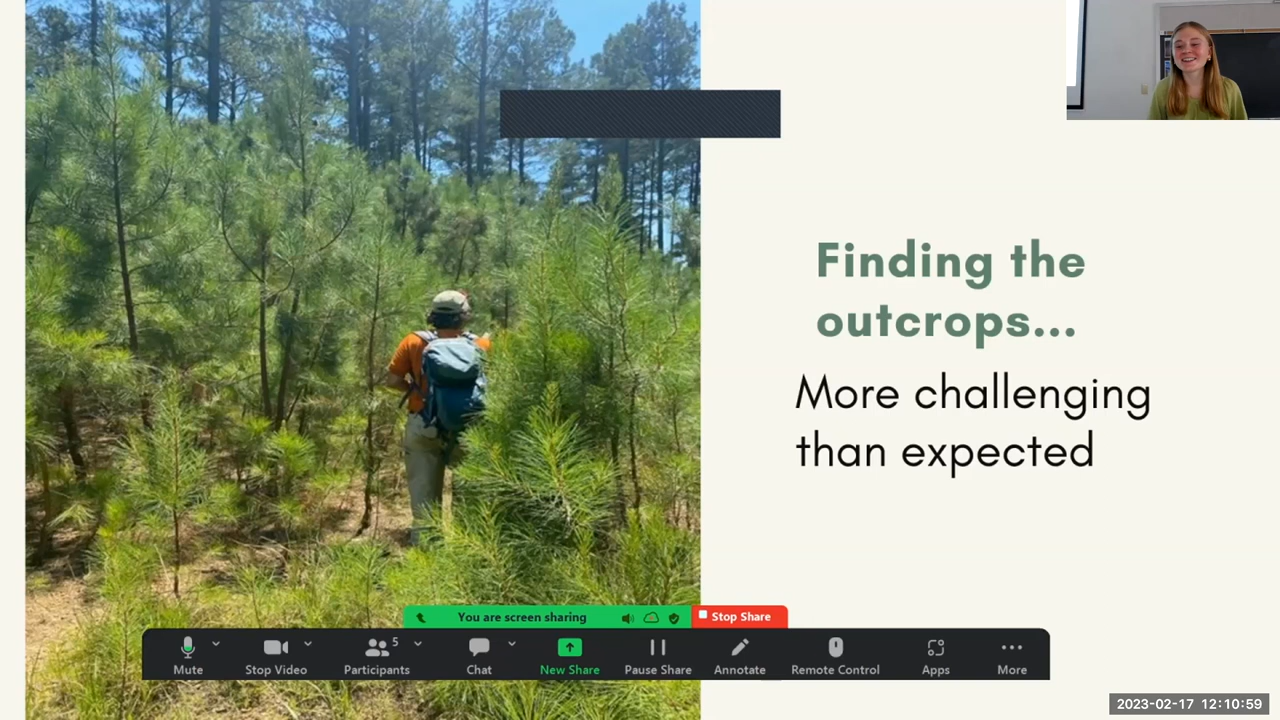 Finding the
outcrops...
More challenging
than expected
You are screen sharing
Stop Share
5
Mute
Stop Video
Participants
Chat
New Share
Pause Share
Annotate
Remote Control
Apps
More
2023-02-17 12:10:59